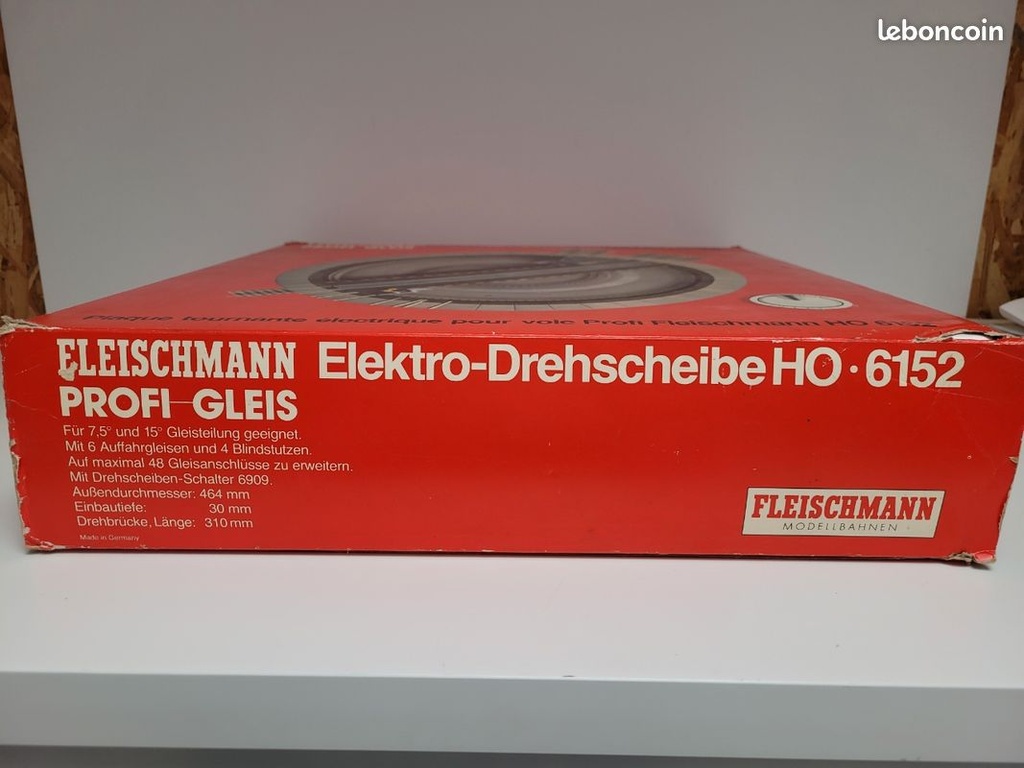 leboncoin
Plaque tournante électrique pour voie Profi Fleischmann HO 6152
FLEISCHMANN Elektro-Drehscheibe HO · 6152
PROFI-GLEIS
Für 7,5° und 15° Gleisteilung geeignet.
Mit 6 Auffahrgleisen und 4 Blindstutzen.
Auf maximal 48 Gleisanschlüsse zu erweitern.
Mit Drehscheiben-Schalter 6909.
Außendurchmesser: 464 mm
Einbautiefe: 30 mm
Drehbrücke, Länge: 310 mm
Made in Germany
FLEISCHMANN
MODELLBAHNEN